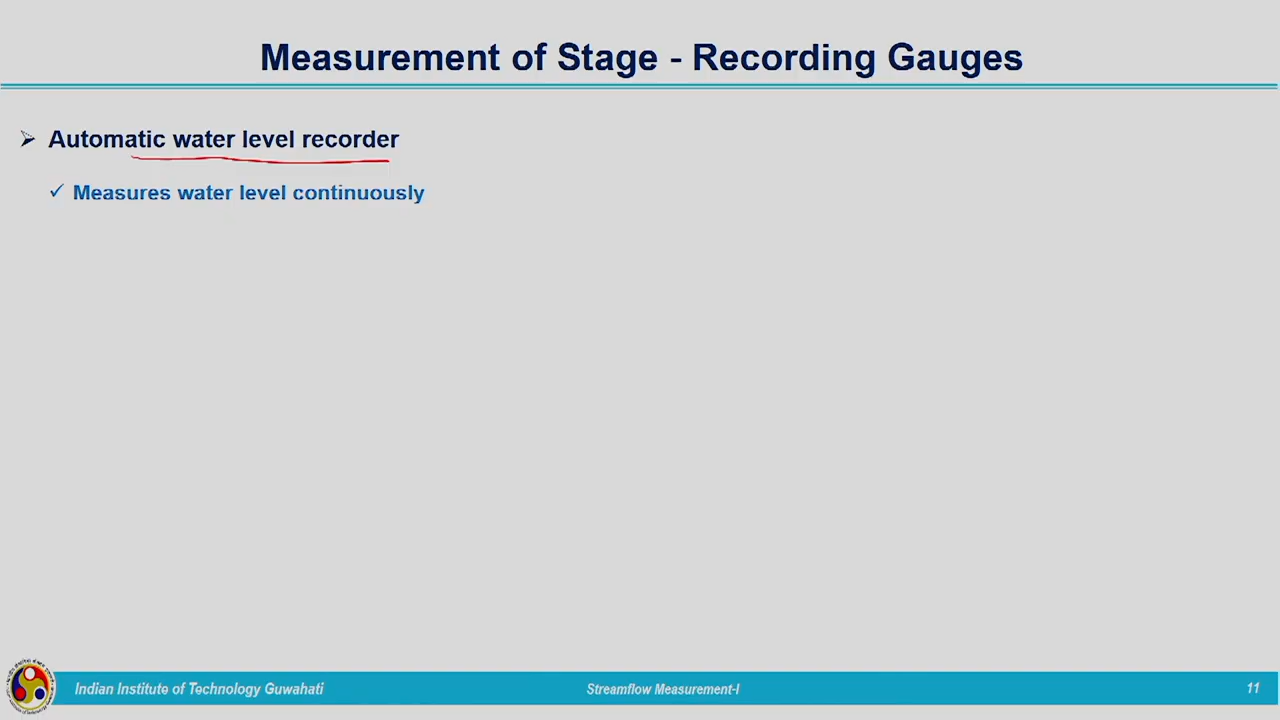 Measurement of Stage - Recording Gauges
Automatic water level recorder
Measures water level continuously
Indian Institute of Technology Guwahati
Streamflow Measurement-I
11